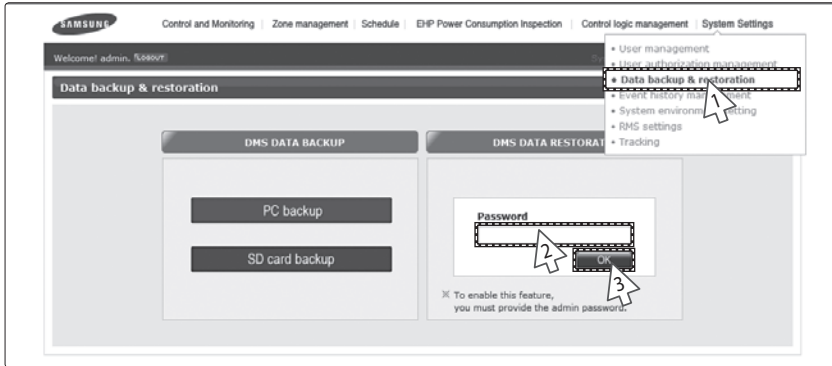 SAMSUNG Control and Monitoring | Zone management | Schedule | EHP Power Consumption Inspection | Control logic management | System Settings
Welcome! admin. LOGOUT
• User management
• User authorization management
Data backup & restoration
• Data backup & restoration
• Event history management
• System environment setting
• RMS settings
• Tracking
1
DMS DATA BACKUP
DMS DATA RESTORAT
PC backup
SD card backup
Password
2
OK
3
※ To enable this feature,
you must provide the admin password.